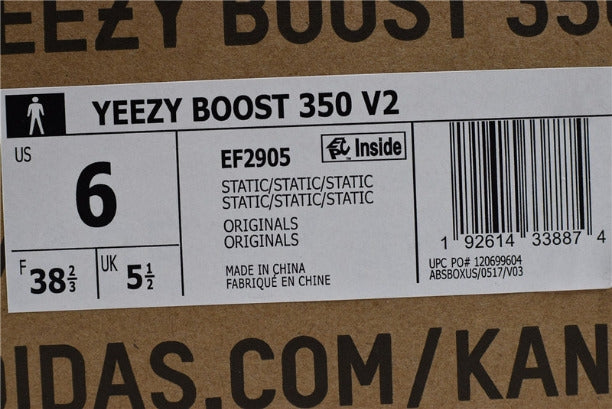 EEZY BOOST 350
YEEZY BOOST 350 V2
US
6
F 38 2/3
UK 5 1/2
EF2905
Inside
STATIC/STATIC/STATIC
STATIC/STATIC/STATIC
ORIGINALS
ORIGINALS
MADE IN CHINA
FABRIQUÉ EN CHINE
1 92614 33887 4
UPC PO# 120699604
ABSBOXUS/0517/V03
DIDAS.COM/KAN